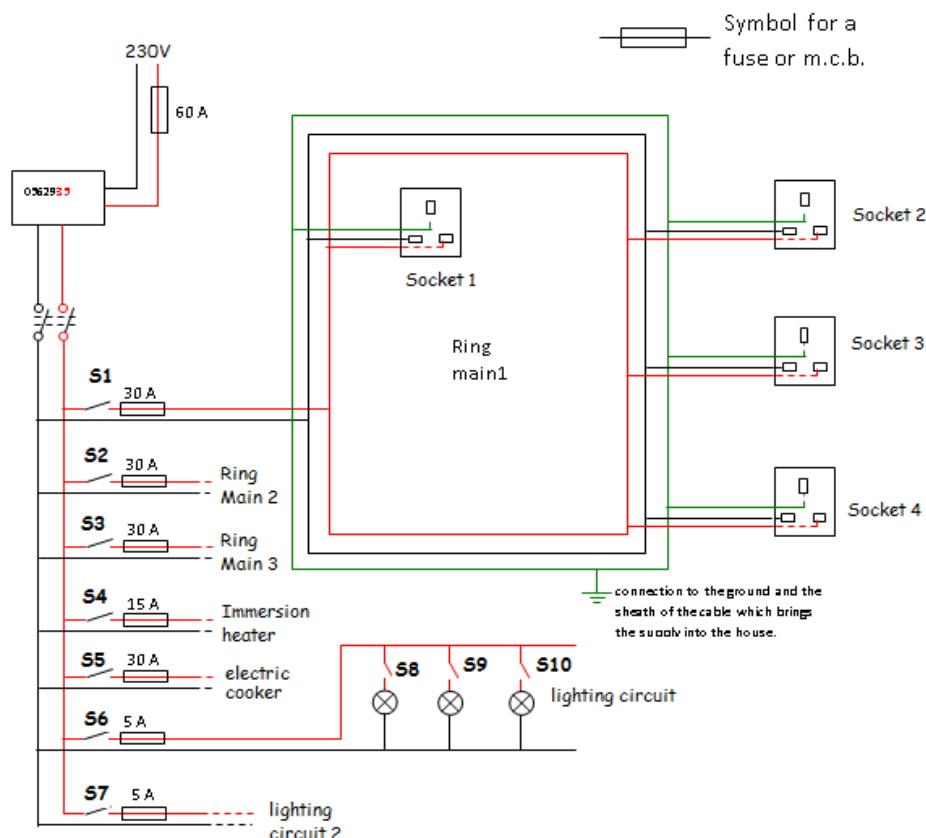 Symbol for a
fuse or m.c.b.
230V
60 A
0562935
Socket 1
Socket 2
Socket 3
Socket 4
Ring
main1
S1
30 A
S2
30 A
Ring
Main 2
S3
30 A
Ring
Main 3
S4
15 A
Immersion
heater
S5
30 A
electric
cooker
S6
5 A
S7
5 A
lighting
circuit 2
S8
S9
S10
lighting circuit
connection to the ground and the
sheath of the cable which brings
the supply into the house.